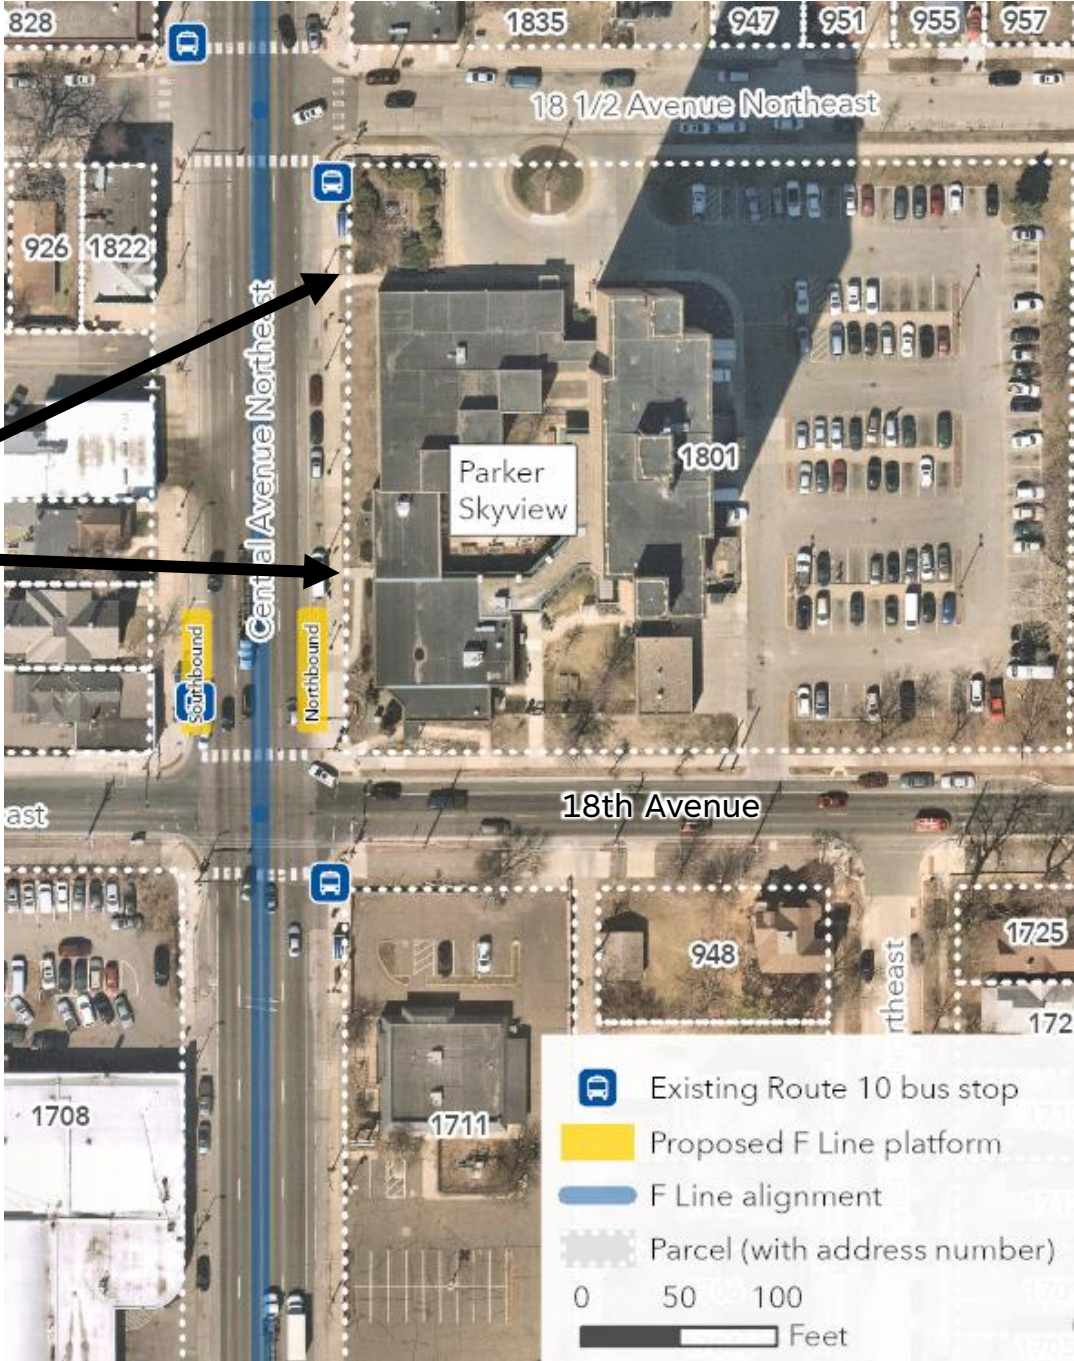 828
1835
947
951
955
957
18 1/2 Avenue Northeast
926
1822
Central Avenue Northeast
Parker
Skyview
1801
Southbound
Northbound
ast
18th Avenue
948
1725
rtheast
172
1708
1711
Existing Route 10 bus stop
Proposed F Line platform
F Line alignment
Parcel (with address number)
0 50 100
Feet